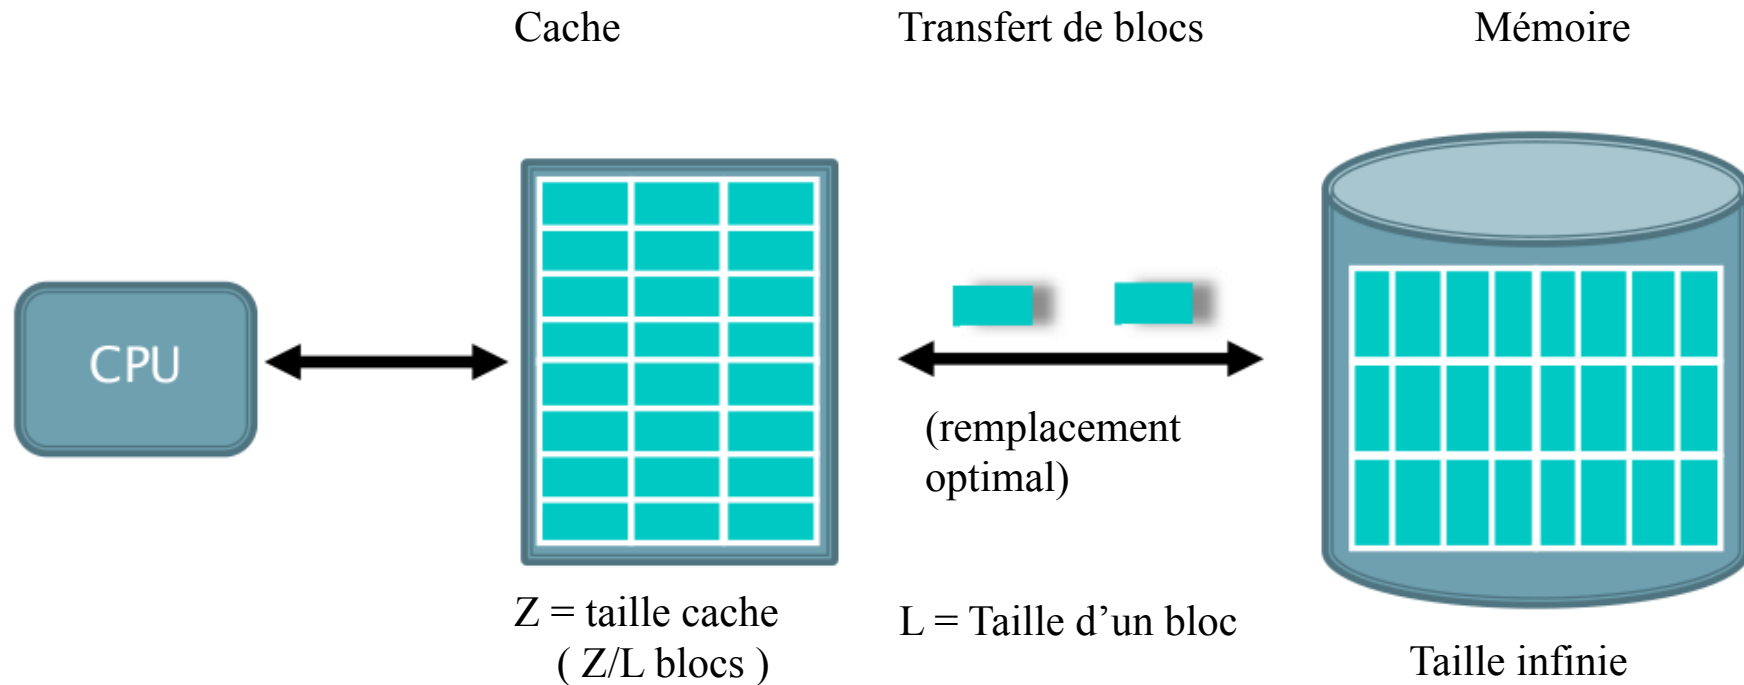 Cache
Transfert de blocs
Mémoire
CPU
(remplacement
optimal)
Z = taille cache
( Z/L blocs )
L = Taille d’un bloc
Taille infinie